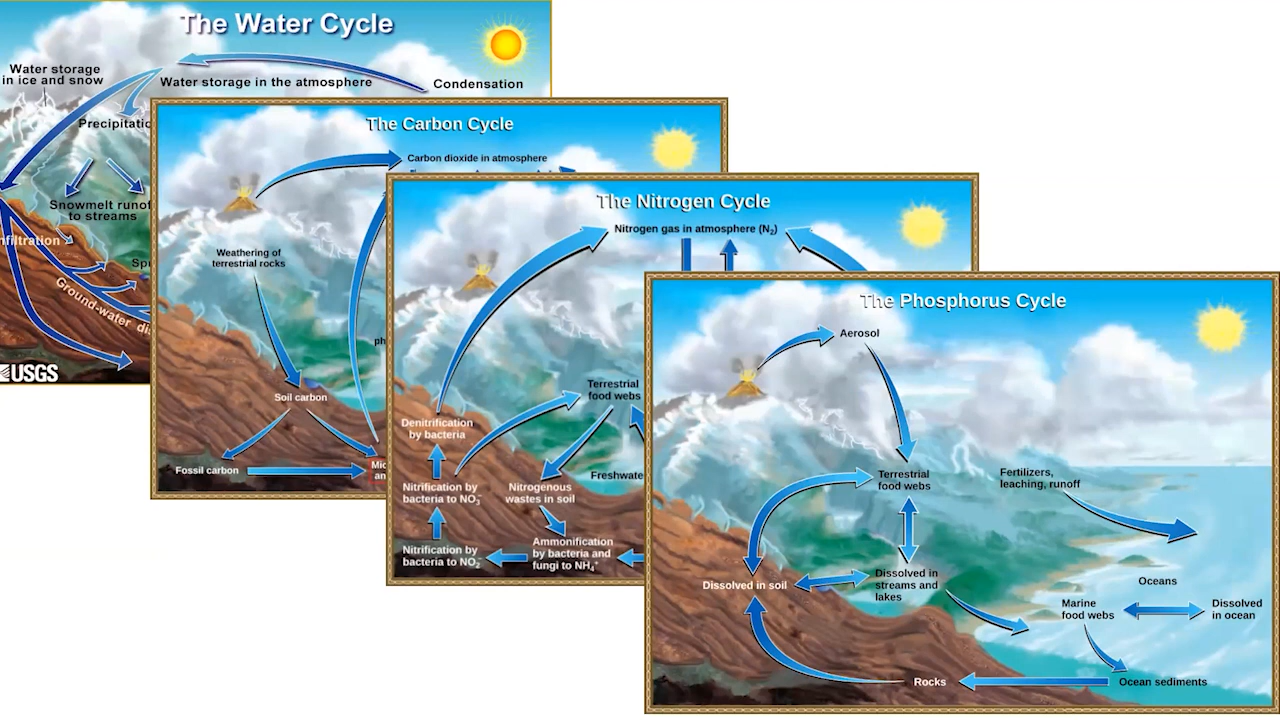 The Water Cycle
Water storage
in ice and snow
Water storage in the atmosphere
Condensation
Snowmelt
to streams
Ground-water
USGS
The Carbon Cycle
Carbon dioxide in atmosphere
Weathering of
terrestrial rocks
Soil carbon
Fossil carbon
The Nitrogen Cycle
Nitrogen gas in atmosphere (N₂)
Terrestrial
food webs
Denitrification
by bacteria
Nitrification by
bacteria to NO₃⁻
Nitrogenous
wastes in soil
Nitrification by
bacteria to NO₂⁻
Ammonification
by bacteria and
fungi to NH₄⁺
The Phosphorus Cycle
Aerosol
Terrestrial
food webs
Fertilizers,
leaching, runoff
Dissolved in soil
Dissolved in
streams and
lakes
Oceans
Marine
food webs
Dissolved
in ocean
Rocks
Ocean sediments